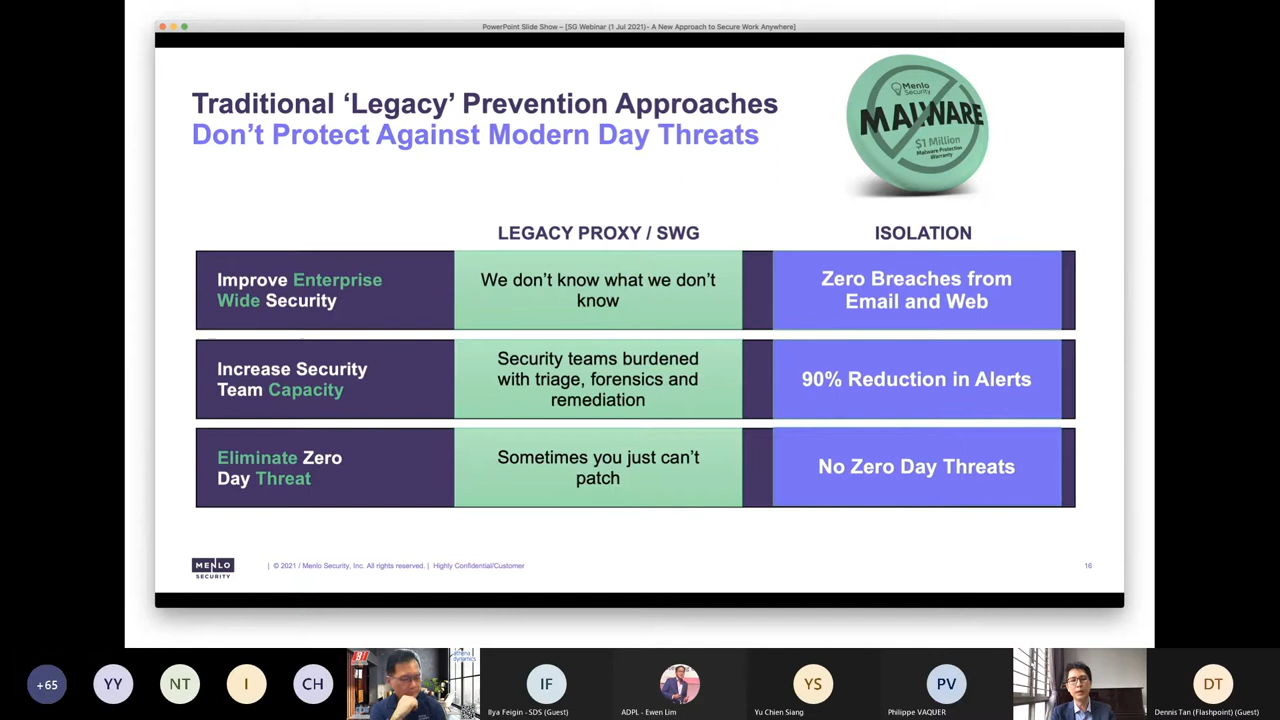 PowerPoint Slide Show – [SG Webinar (1 Jul 2021)- A New Approach to Secure Work Anywhere]
Traditional ‘Legacy’ Prevention Approaches
Don’t Protect Against Modern Day Threats
Menlo
Security
MALWARE
$1 Million
Malware Protection
Warranty
LEGACY PROXY / SWG
ISOLATION
Improve Enterprise
Wide Security
We don’t know what we don’t
know
Zero Breaches from
Email and Web
Increase Security
Team Capacity
Security teams burdened
with triage, forensics and
remediation
90% Reduction in Alerts
Eliminate Zero
Day Threat
Sometimes you just can’t
patch
No Zero Day Threats
MENLO
SECURITY
| © 2021 / Menlo Security, Inc. All rights reserved. | Highly Confidential/Customer
16
+65
YY
NT
I
CH
athena
dynamics
IF
Ilya Feigin - SDS (Guest)
ADPL - Ewen Lim
YS
Yu Chien Siang
PV
Philippe VAQUER
DT
Dennis Tan (Flashpoint) (Guest)